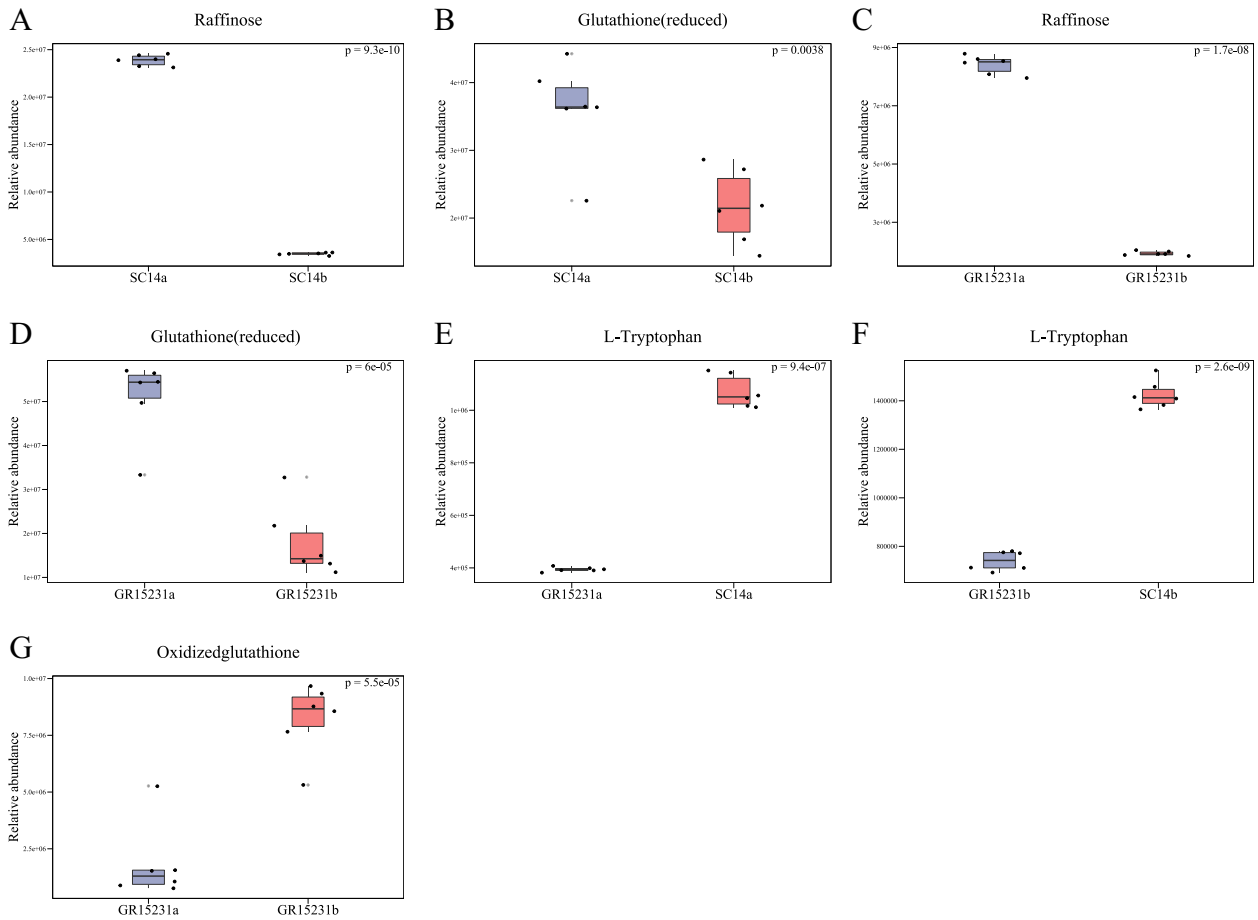 A
Raffinose
p = 9.3e-10
Relative abundance
2.5e+07
2.0e+07
1.5e+07
1.0e+07
5.0e+06
SC14a
SC14b
B
Glutathione(reduced)
p = 0.0038
Relative abundance
4e+07
3e+07
2e+07
SC14a
SC14b
C
Raffinose
p = 1.7e-08
Relative abundance
9e+06
7e+06
5e+06
3e+06
GR15231a
GR15231b
D
Glutathione(reduced)
p = 6e-05
Relative abundance
5e+07
4e+07
3e+07
2e+07
1e+07
GR15231a
GR15231b
E
L-Tryptophan
p = 9.4e-07
Relative abundance
1e+06
8e+05
6e+05
4e+05
GR15231a
SC14a
F
L-Tryptophan
p = 2.6e-09
Relative abundance
1400000
1200000
1000000
800000
GR15231b
SC14b
G
Oxidizedglutathione
p = 5.5e-05
Relative abundance
1.0e+07
7.5e+06
5.0e+06
2.5e+06
GR15231a
GR15231b